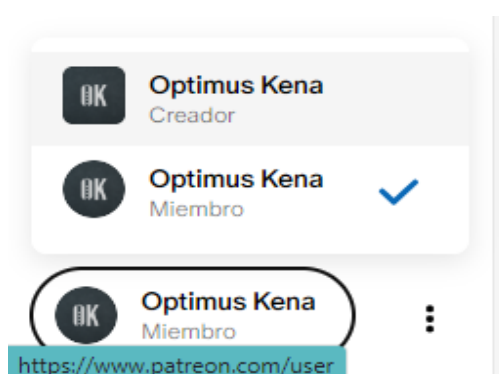 OK
Optimus Kena
Creador
OK
Optimus Kena
Miembro
OK
Optimus Kena
Miembro
https://www.patreon.com/user